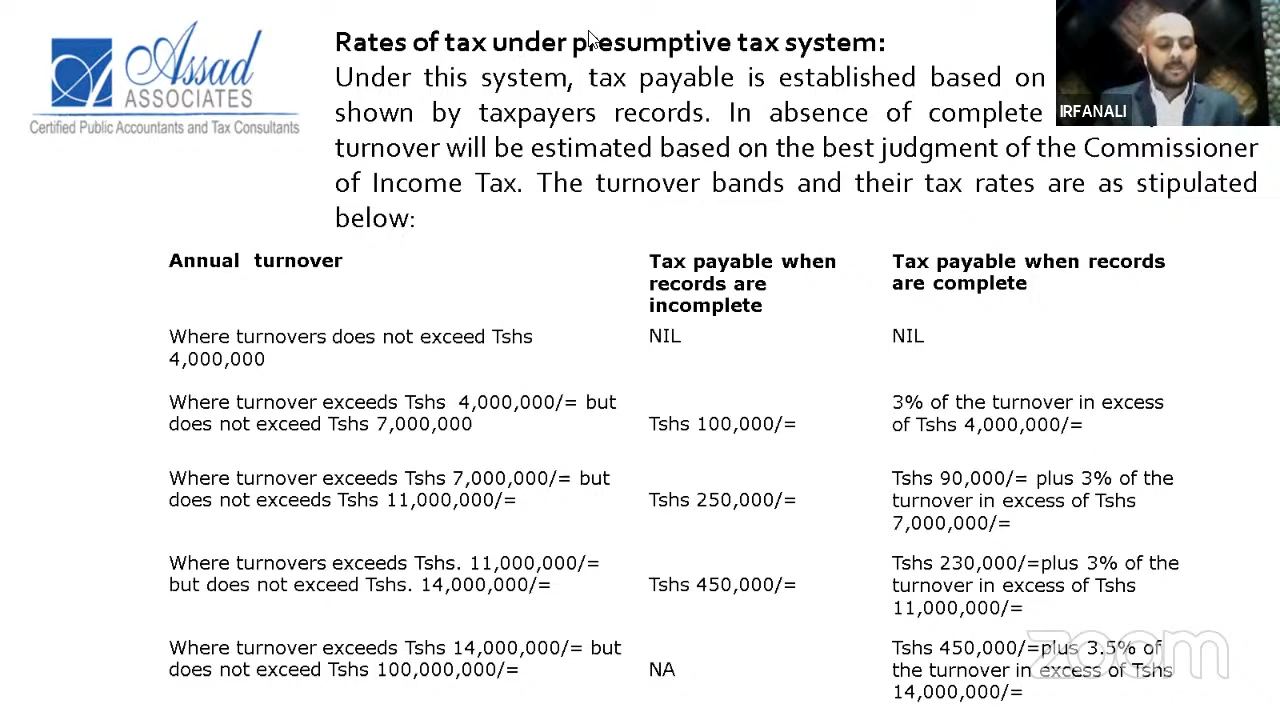 Assad
ASSOCIATES
Certified Public Accountants and Tax Consultants
Rates of tax under presumptive tax system:
Under this system, tax payable is established based on
shown by taxpayers records. In absence of complete
turnover will be estimated based on the best judgment of the Commissioner
of Income Tax. The turnover bands and their tax rates are as stipulated
below:
IRFANALI
Annual turnover
Tax payable when
records are
incomplete
Tax payable when records
are complete
Where turnovers does not exceed Tshs
4,000,000
NIL
NIL
Where turnover exceeds Tshs 4,000,000/= but
does not exceed Tshs 7,000,000
Tshs 100,000/=
3% of the turnover in excess
of Tshs 4,000,000/=
Where turnover exceeds Tshs 7,000,000/= but
does not exceeds Tshs 11,000,000/=
Tshs 250,000/=
Tshs 90,000/= plus 3% of the
turnover in excess of Tshs
7,000,000/=
Where turnovers exceeds Tshs. 11,000,000/=
but does not exceed Tshs. 14,000,000/=
Tshs 450,000/=
Tshs 230,000/=plus 3% of the
turnover in excess of Tshs
11,000,000/=
Where turnover exceeds Tshs 14,000,000/= but
does not exceed Tshs 100,000,000/=
NA
Tshs 450,000/=plus 3.5% of
the turnover in excess of Tshs
14,000,000/=
zoom